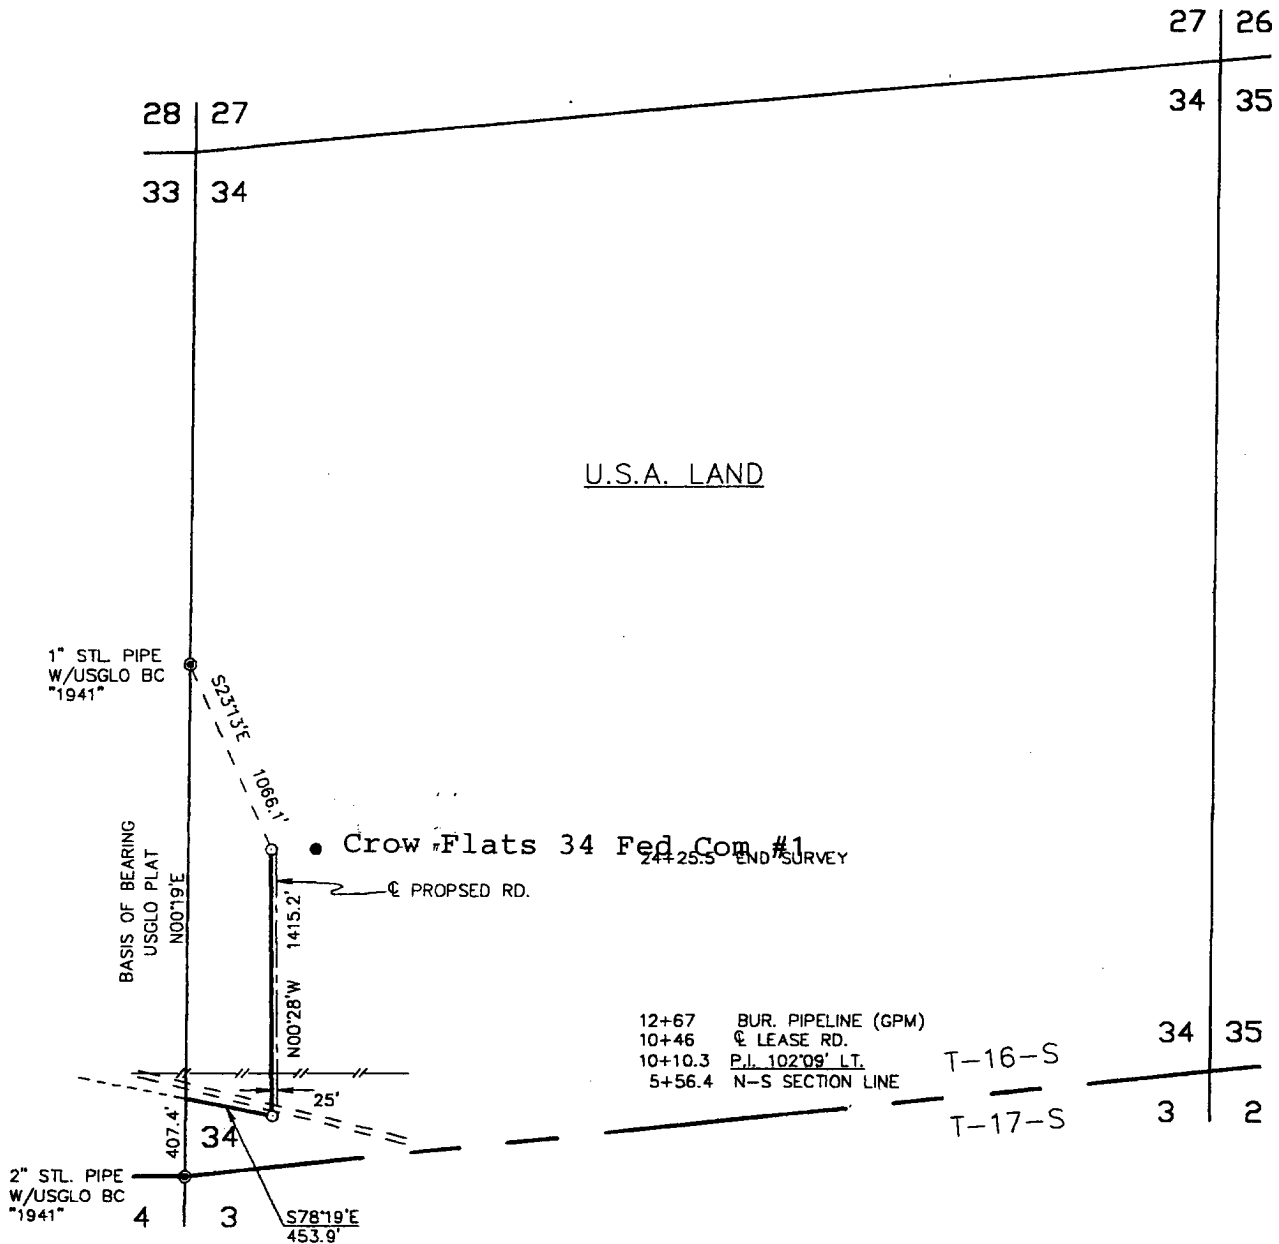 27 26
34 35
28 27
33 34
U.S.A. LAND
1" STL. PIPE
W/USGLO BC
"1941"
S23°13'E 1066.1'
Crow Flats 34 Fed Com #1
24+25.5 END SURVEY
℄ PROPSED RD.
BASIS OF BEARING
USGLO PLAT
N00°19'E
N00°28'W 1415.2'
12+67 BUR. PIPELINE (GPM)
10+46 ℄ LEASE RD.
10+10.3 P.I. 102°09' LT.
5+56.4 N-S SECTION LINE
34 35
T-16-S
T-17-S
3 2
25'
407.4'
34
2" STL. PIPE
W/USGLO BC
"1941"
4 3
S78°19'E
453.9'